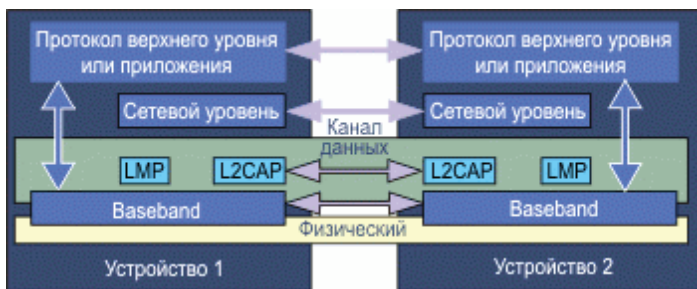 Протокол верхнего уровня
или приложения
Протокол верхнего уровня
или приложения
Сетевой уровень
Сетевой уровень
Канал
данных
LMP
L2CAP
L2CAP
LMP
Baseband
Baseband
Физический
Устройство 1
Устройство 2